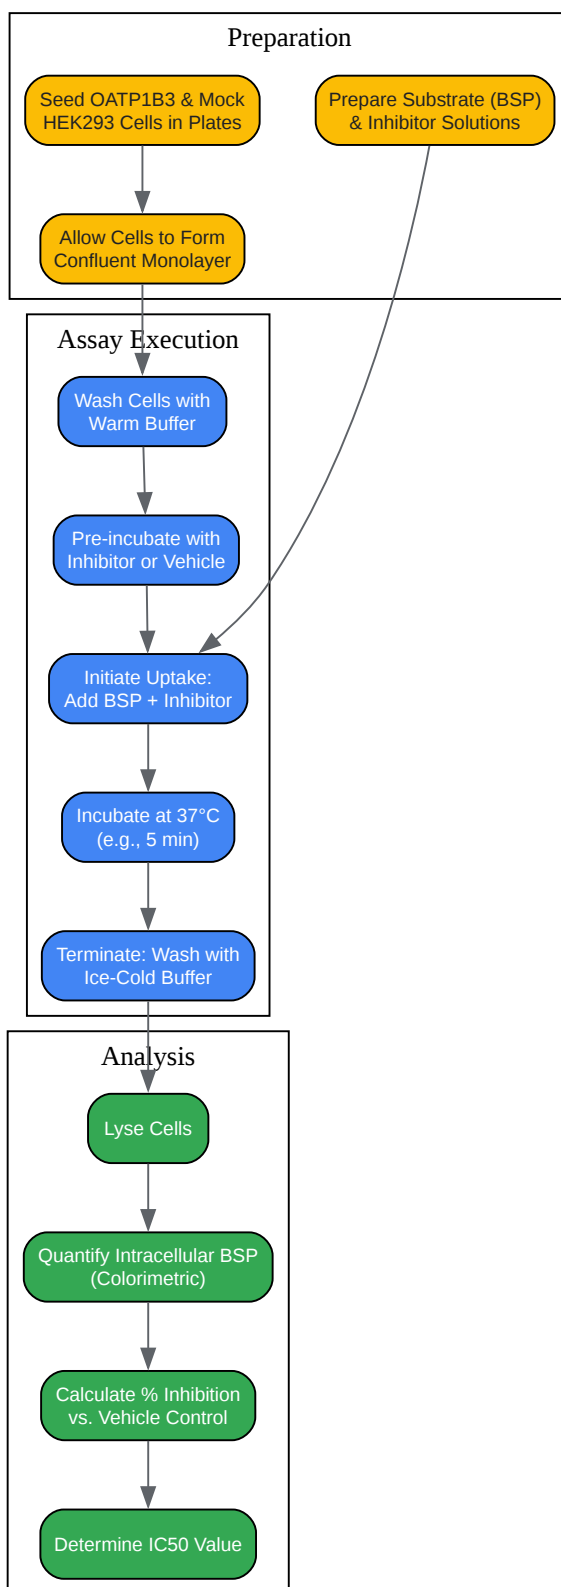 Preparation
Seed OATP1B3 & Mock
HEK293 Cells in Plates
Prepare Substrate (BSP)
& Inhibitor Solutions
Allow Cells to Form
Confluent Monolayer
Assay Execution
Wash Cells with
Warm Buffer
Pre-incubate with
Inhibitor or Vehicle
Initiate Uptake:
Add BSP + Inhibitor
Incubate at 37°C
(e.g., 5 min)
Terminate: Wash with
Ice-Cold Buffer
Analysis
Lyse Cells
Quantify Intracellular BSP
(Colorimetric)
Calculate % Inhibition
vs. Vehicle Control
Determine IC50 Value